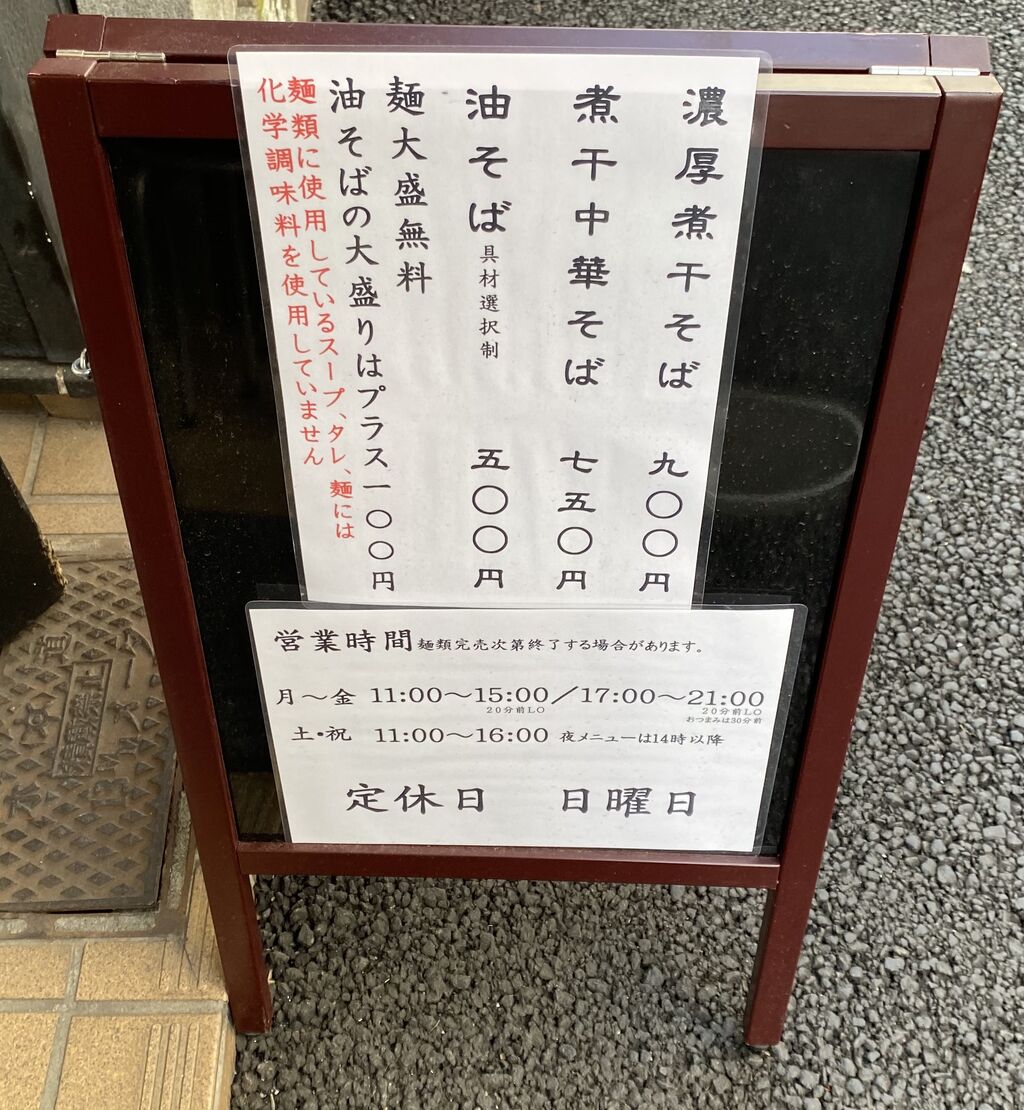 濃厚煮干そば 九〇〇円
煮干中華そば 七五〇円
油そば 具材選択制 五〇〇円
麺大盛無料
油そばの大盛りはプラス一〇〇円
麺類に使用しているスープ、タレ、麺には
化学調味料を使用していません
営業時間 麺類完売次第終了する場合があります。
月～金 11:00～15:00／17:00～21:00
20分前LO 20分前LO
おつまみは30分前
土・祝 11:00～16:00 夜メニューは14時以降
定休日 日曜日